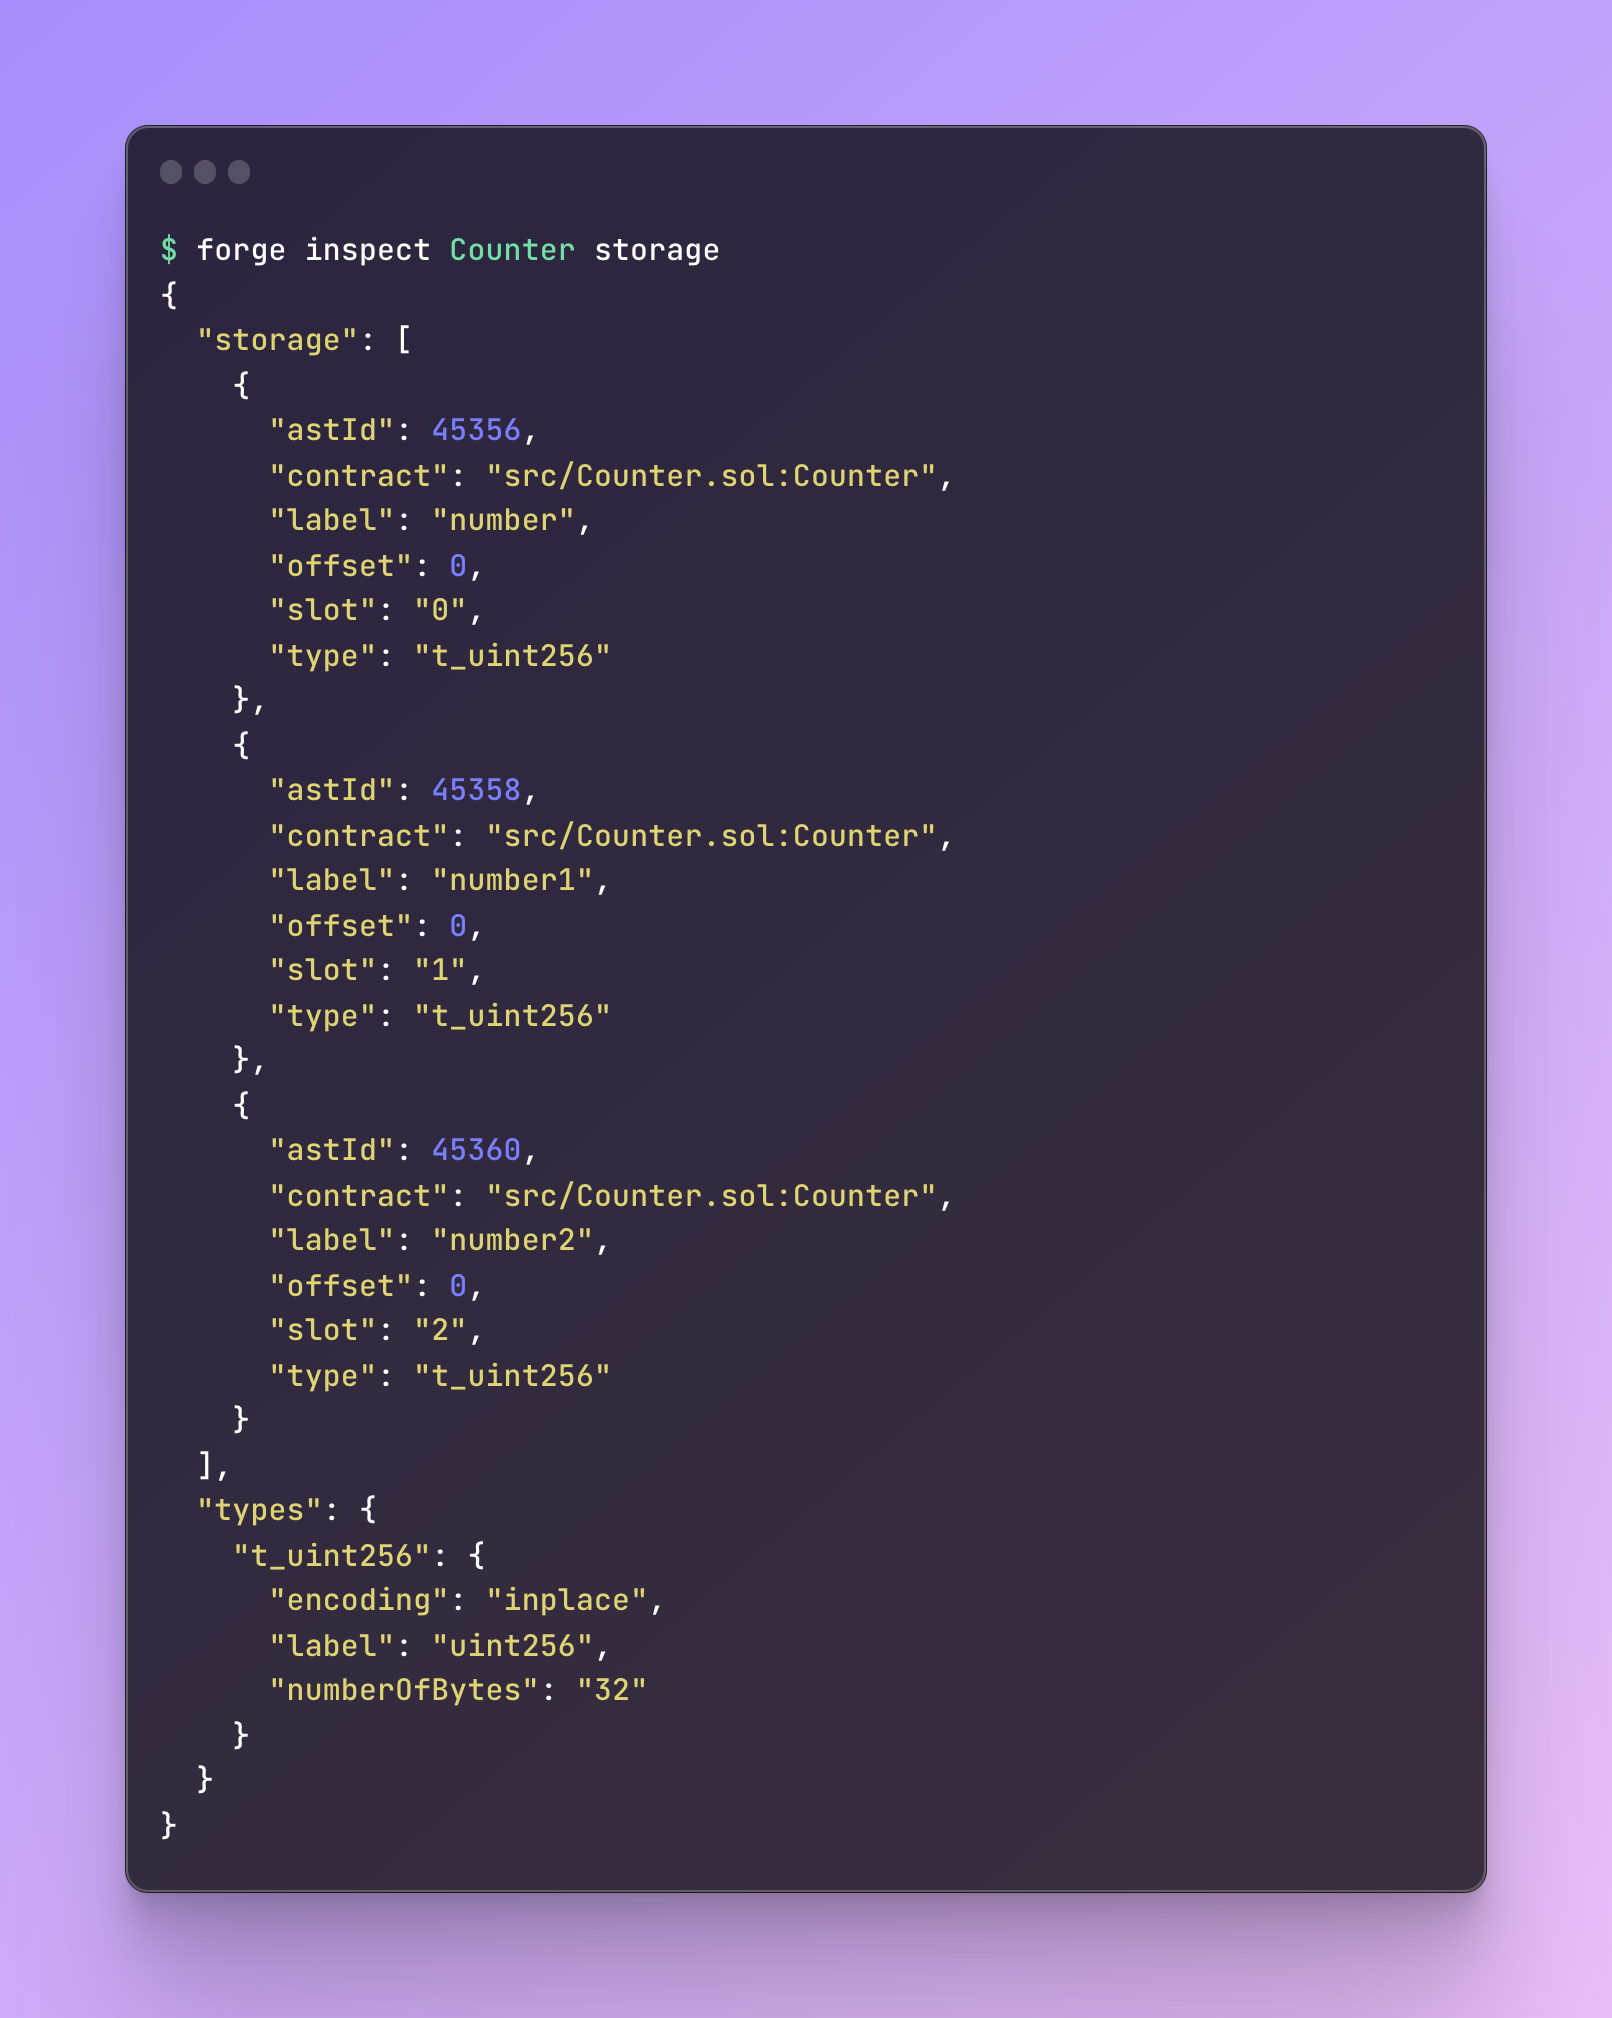 $ forge inspect Counter storage
{
  "storage": [
    {
      "astId": 45356,
      "contract": "src/Counter.sol:Counter",
      "label": "number",
      "offset": 0,
      "slot": "0",
      "type": "t_uint256"
    },
    {
      "astId": 45358,
      "contract": "src/Counter.sol:Counter",
      "label": "number1",
      "offset": 0,
      "slot": "1",
      "type": "t_uint256"
    },
    {
      "astId": 45360,
      "contract": "src/Counter.sol:Counter",
      "label": "number2",
      "offset": 0,
      "slot": "2",
      "type": "t_uint256"
    }
  ],
  "types": {
    "t_uint256": {
      "encoding": "inplace",
      "label": "uint256",
      "numberOfBytes": "32"
    }
  }
}